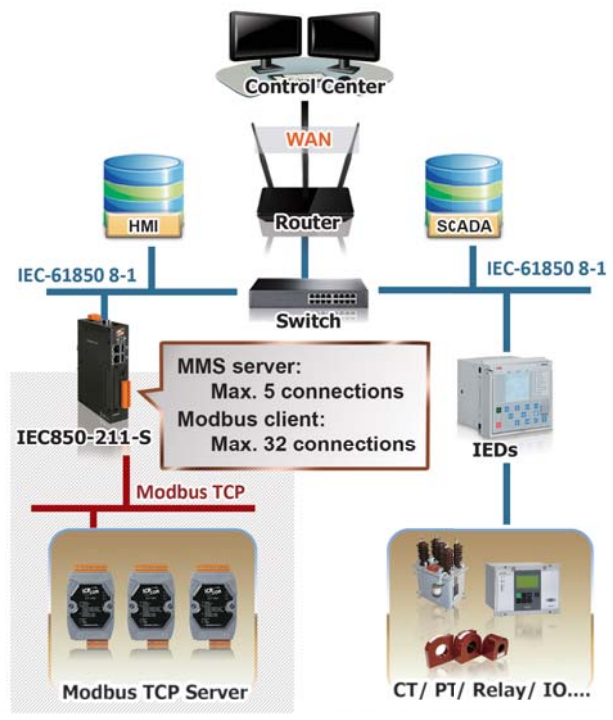 Control Center
WAN
HMI
Router
SCADA
IEC-61850 8-1
IEC-61850 8-1
Switch
MMS server:
Max. 5 connections
Modbus client:
Max. 32 connections
IEC850-211-S
IEDs
Modbus TCP
Modbus TCP Server
CT/ PT/ Relay/ IO....